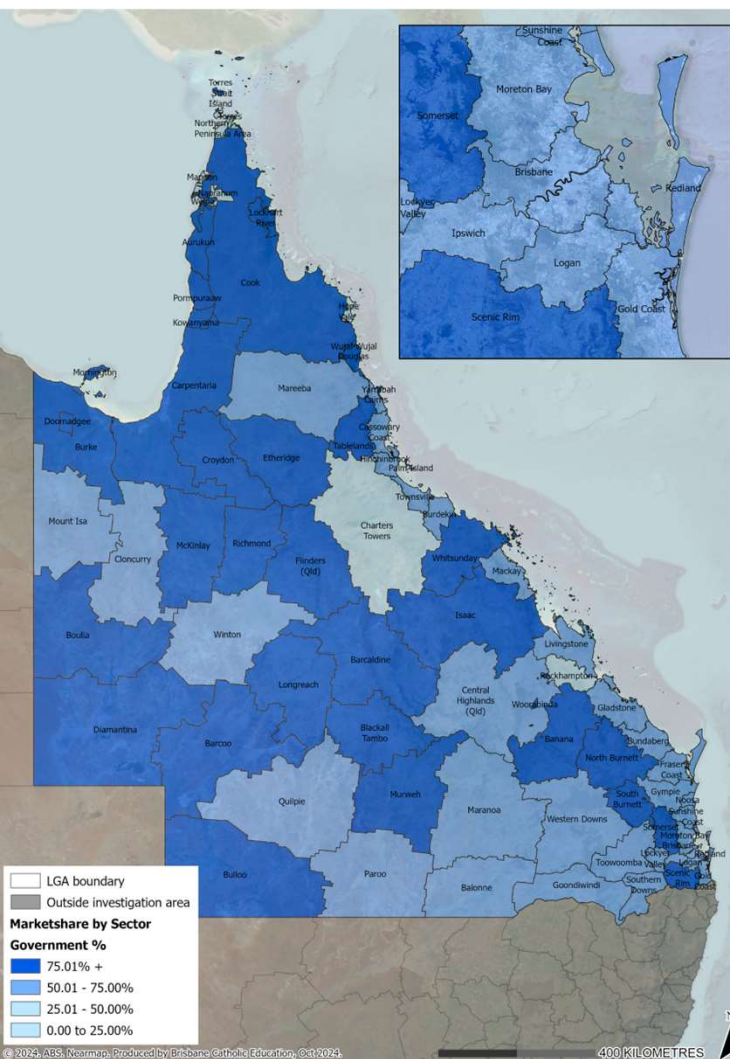 Sunshine
Coast
Moreton Bay
Somerset
Brisbane
Redland
Lockyer
Valley
Ipswich
Logan
Gold Coast
Scenic Rim
Torres
Strait
Island
Torres
Northern
Peninsula Area
Mapoon
Napranum
Weipa
Lockhart
River
Aurukun
Cook
Pormpuraaw
Kowanyama
Hope
Vale
Wujal Wujal
Douglas
Mornington
Carpentaria
Mareeba
Yarrabah
Cairns
Cassowary
Coast
Tablelands
Doomadgee
Burke
Croydon
Etheridge
Hinchinbrook
Palm Island
Townsville
Burdekin
Mount Isa
Cloncurry
McKinlay
Richmond
Flinders
(Qld)
Charters
Towers
Whitsunday
Mackay
Isaac
Boulia
Winton
Barcaldine
Livingstone
Rockhampton
Longreach
Central
Highlands
(Qld)
Woorabinda
Gladstone
Diamantina
Barcoo
Blackall
Tambo
Banana
North Burnett
Bundaberg
Fraser
Coast
Quilpie
Murweh
Maranoa
Western Downs
South
Burnett
Gympie
Noosa
Sunshine
Coast
Somerset
Moreton Bay
Brisbane
Redland
Lockyer
Valley
Logan
Toowoomba
Bulloo
Paroo
Balonne
Goondiwindi
Southern
Downs
Scenic
Rim
Gold
Coast
LGA boundary
Outside investigation area
Marketshare by Sector
Government %
75.01% +
50.01 - 75.00%
25.01 - 50.00%
0.00 to 25.00%
© 2024. ABS. Nearmap. Produced by Brisbane Catholic Education, Oct 2024.
400 KILOMETRES